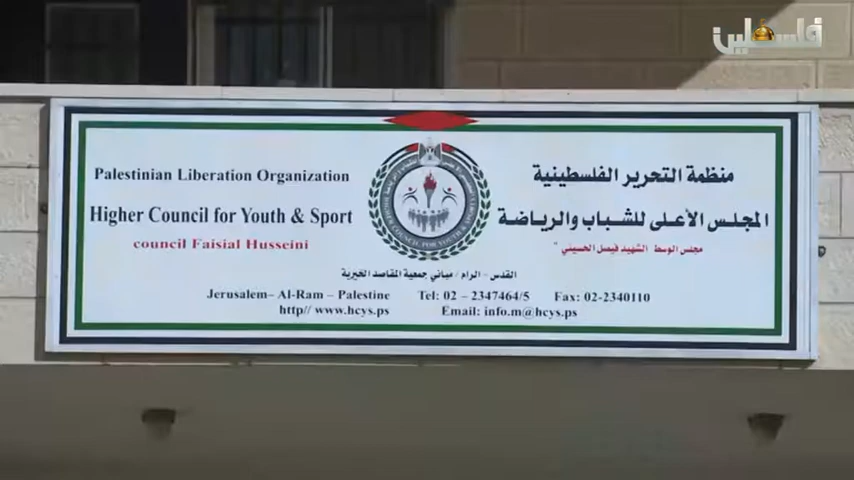 فلسطين
Palestinian Liberation Organization
منظمة التحرير الفلسطينية
Higher Council for Youth & Sport
المجلس الأعلى للشباب والرياضة
council Faisial Husseini
مجلس الوسط الشهيد فيصل الحسيني "
القدس - الرام / مباني جمعية المقاصد الخيرية
Jerusalem– Al-Ram – Palestine Tel: 02 – 2347464/5 Fax: 02-2340110
http// www.hcys.ps Email: info.m@hcys.ps